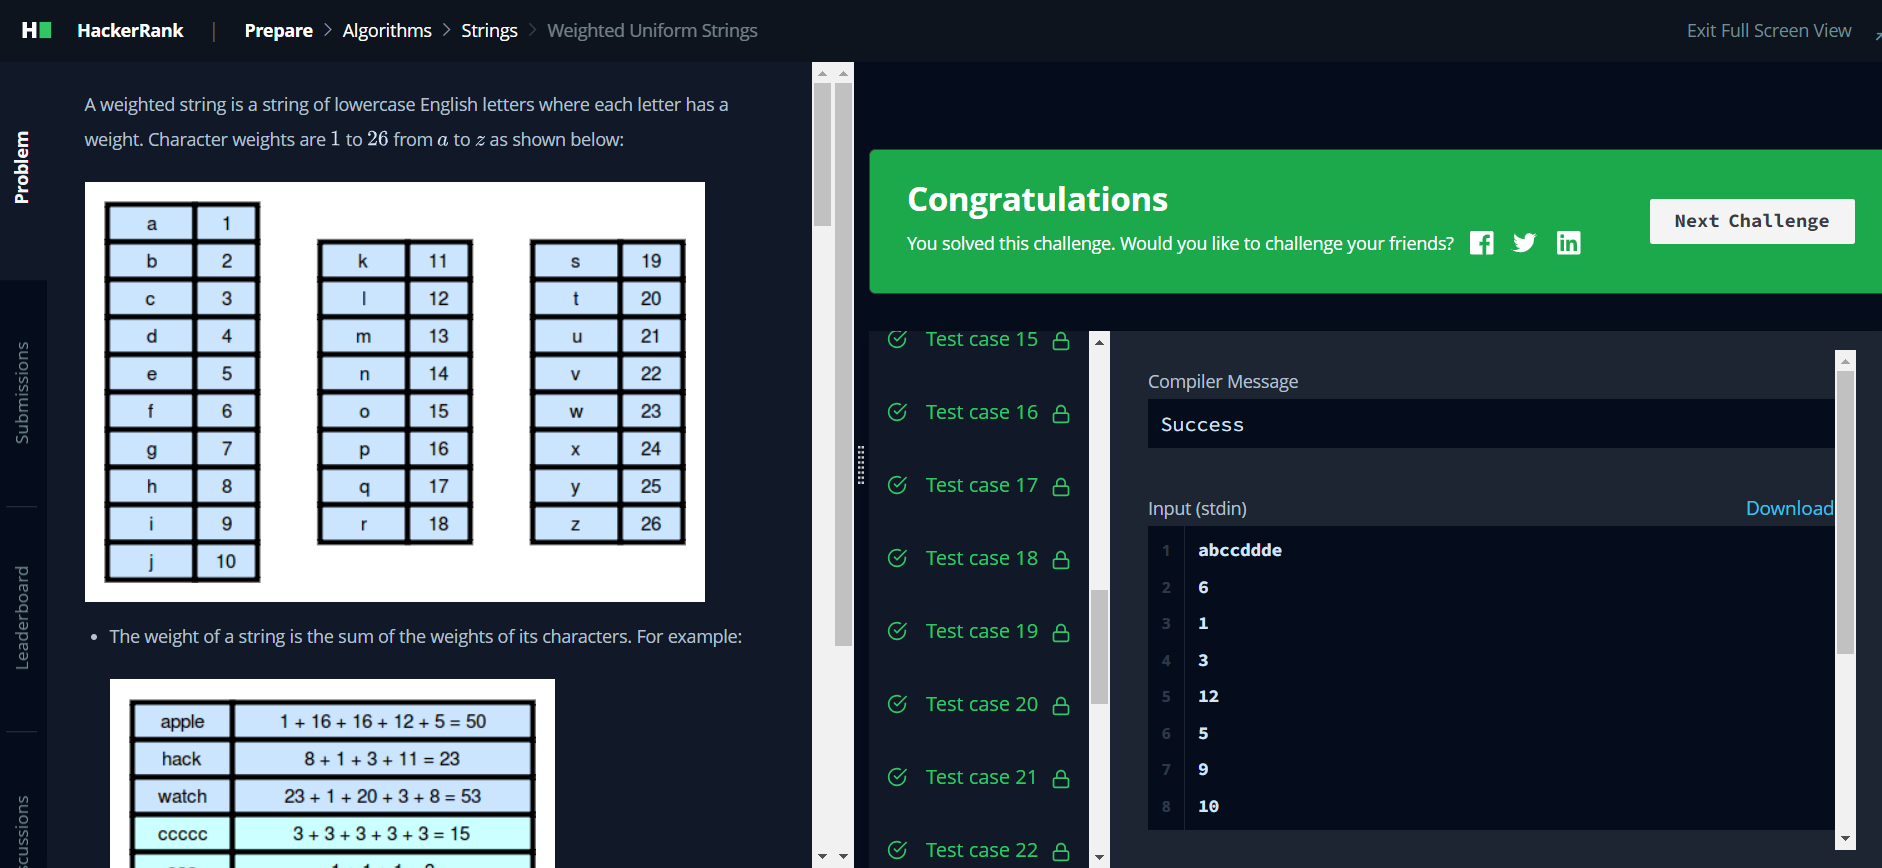 H HackerRank | Prepare > Algorithms > Strings > Weighted Uniform Strings Exit Full Screen View
Problem
Submissions
Leaderboard
A weighted string is a string of lowercase English letters where each letter has a
weight. Character weights are 1 to 26 from a to z as shown below:
a 1
b 2
c 3
d 4
e 5
f 6
g 7
h 8
i 9
j 10
k 11
l 12
m 13
n 14
o 15
p 16
q 17
r 18
s 19
t 20
u 21
v 22
w 23
x 24
y 25
z 26
• The weight of a string is the sum of the weights of its characters. For example:
apple 1 + 16 + 16 + 12 + 5 = 50
hack 8 + 1 + 3 + 11 = 23
watch 23 + 1 + 20 + 3 + 8 = 53
ccccc 3 + 3 + 3 + 3 + 3 = 15
Congratulations
You solved this challenge. Would you like to challenge your friends?
Next Challenge
Test case 15
Test case 16
Test case 17
Test case 18
Test case 19
Test case 20
Test case 21
Test case 22
Compiler Message
Success
Input (stdin) Download
1 abccddde
2 6
3 1
4 3
5 12
6 5
7 9
8 10